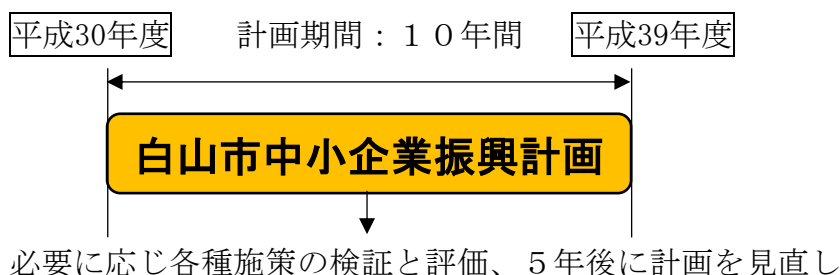 平成30年度 計画期間：１０年間 平成39年度
白山市中小企業振興計画
必要に応じ各種施策の検証と評価、５年後に計画を見直し